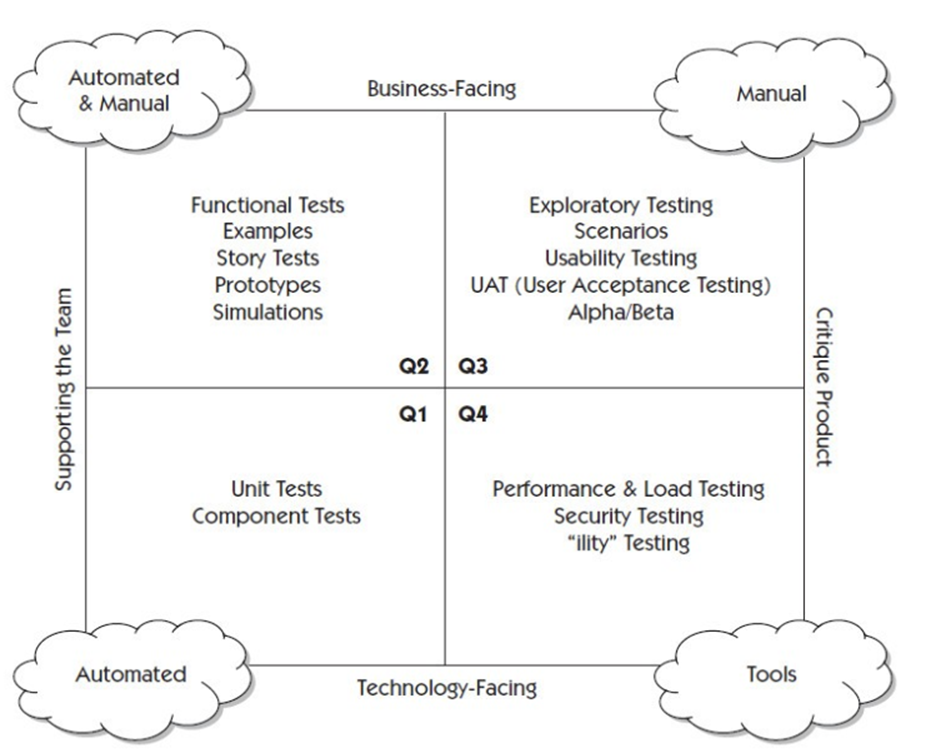 Automated
& Manual
Business-Facing
Manual
Functional Tests
Examples
Story Tests
Prototypes
Simulations
Exploratory Testing
Scenarios
Usability Testing
UAT (User Acceptance Testing)
Alpha/Beta
Supporting the Team
Critique Product
Q2
Q3
Q1
Q4
Unit Tests
Component Tests
Performance & Load Testing
Security Testing
“ility” Testing
Automated
Technology-Facing
Tools